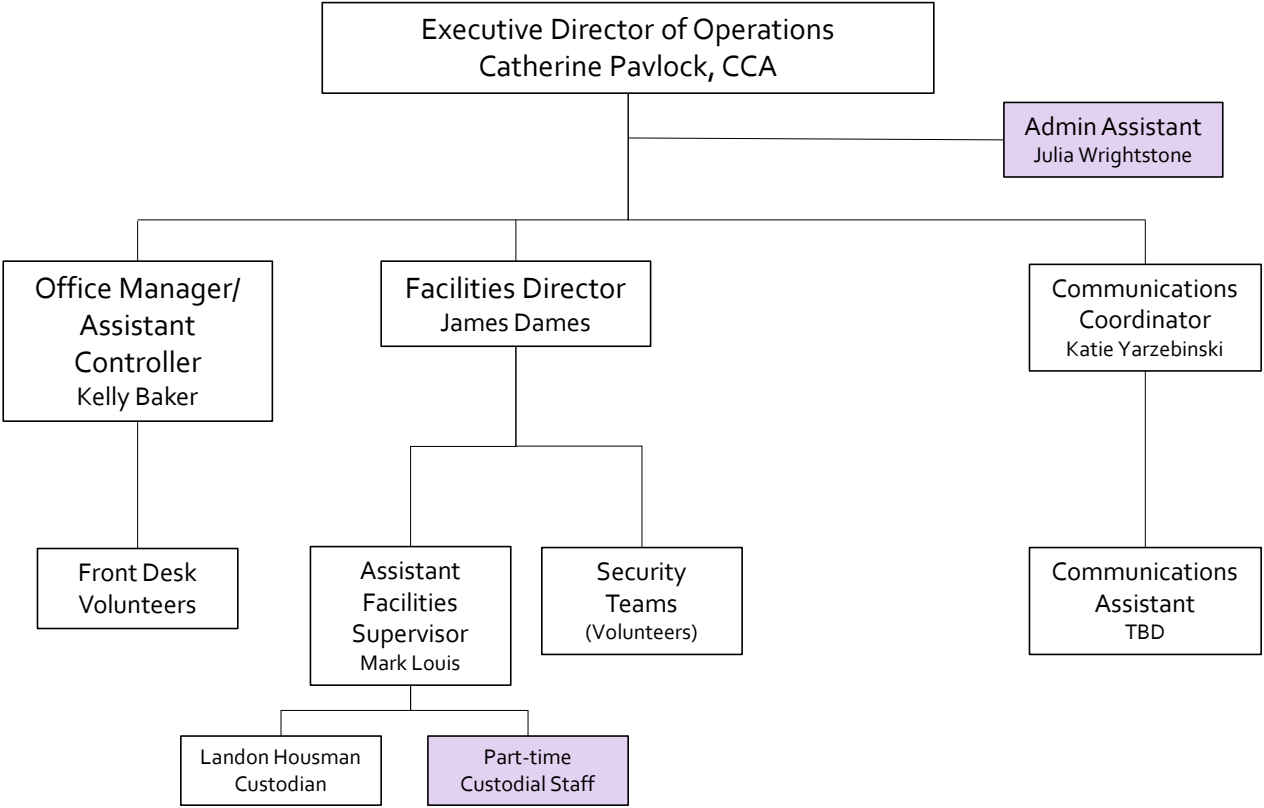 Executive Director of Operations
Catherine Pavlock, CCA
Admin Assistant
Julia Wrightstone
Office Manager/
Assistant
Controller
Kelly Baker
Facilities Director
James Dames
Communications
Coordinator
Katie Yarzebinski
Front Desk
Volunteers
Assistant
Facilities
Supervisor
Mark Louis
Security
Teams
(Volunteers)
Communications
Assistant
TBD
Landon Housman
Custodian
Part-time
Custodial Staff